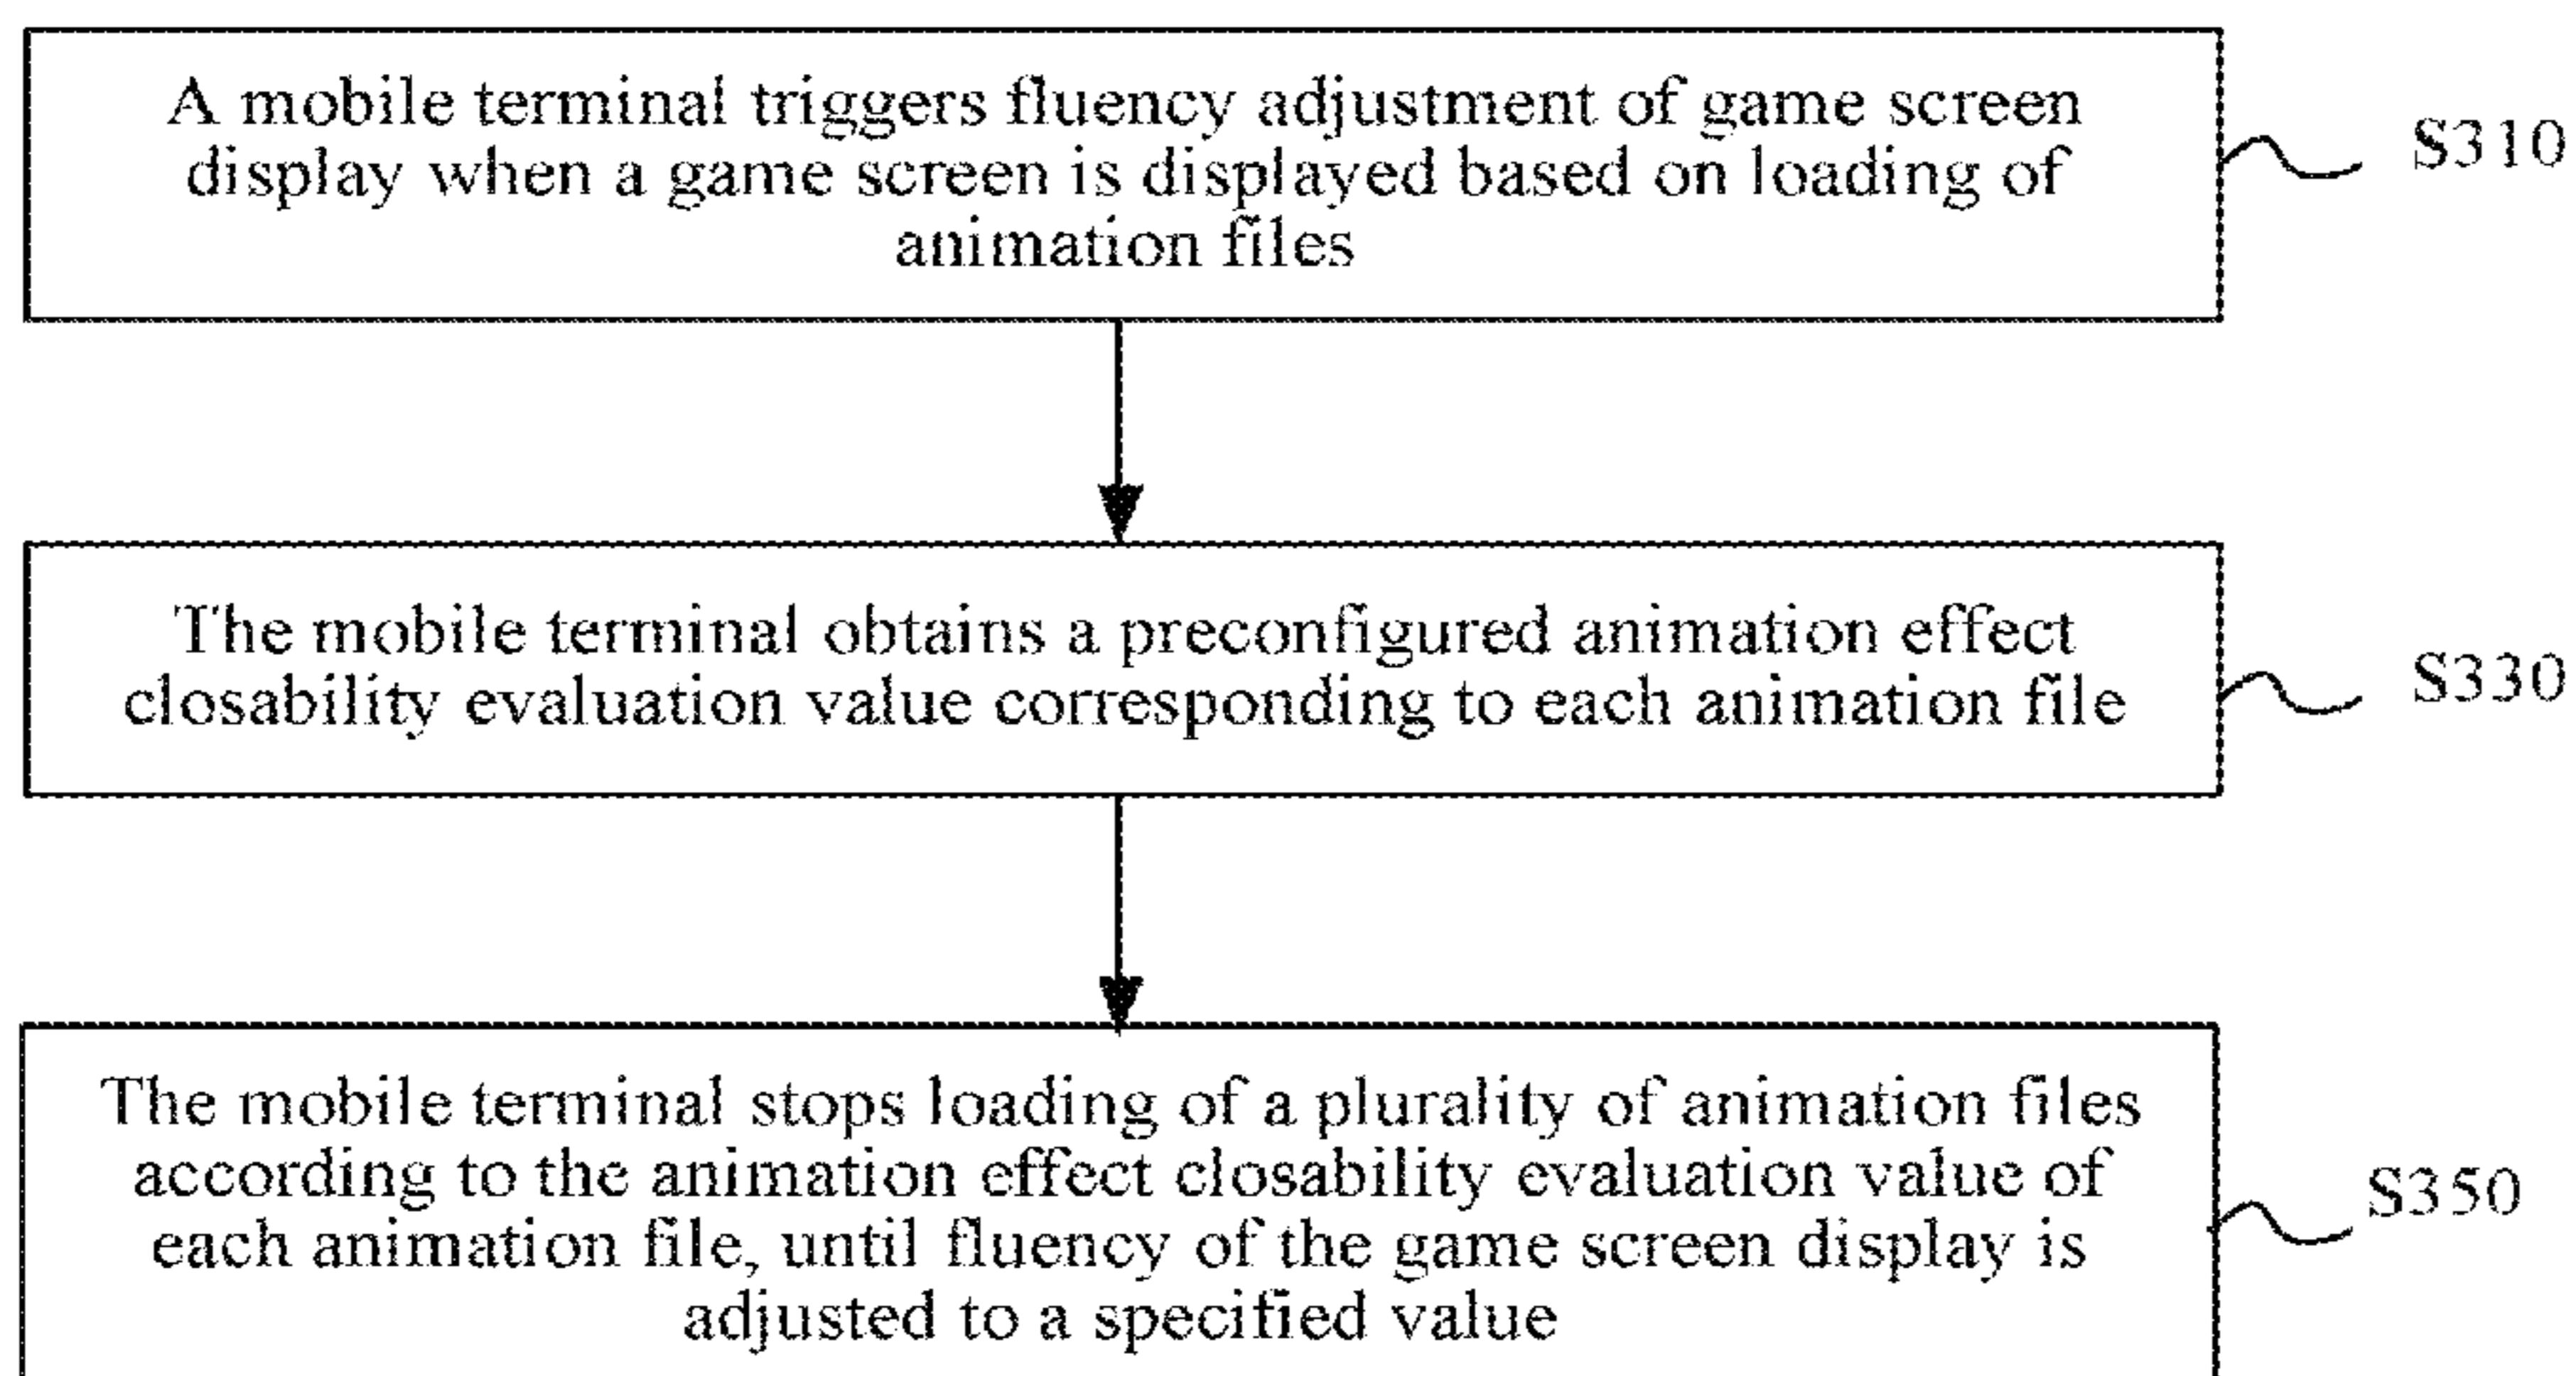 A mobile terminal triggers fluency adjustment of game screen
display when a game screen is displayed based on loading of
animation files
S310
The mobile terminal obtains a preconfigured animation effect
closability evaluation value corresponding to each animation file
S330
The mobile terminal stops loading of a plurality of animation files
according to the animation effect closability evaluation value of
each animation file, until fluency of the game screen display is
adjusted to a specified value
S350